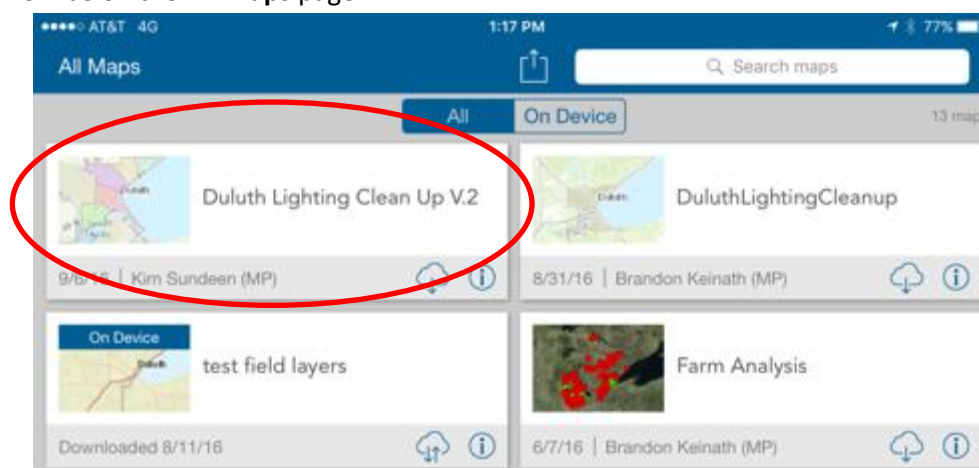 AT&T 4G 1:17 PM 77%
All Maps Search maps
All On Device 13 map
Duluth Lighting Clean Up V.2
9/6/16 | Kim Sundeen (MP)
DuluthLightingCleanup
8/31/16 | Brandon Keinath (MP)
On Device
test field layers
Downloaded 8/11/16
Farm Analysis
6/7/16 | Brandon Keinath (MP)